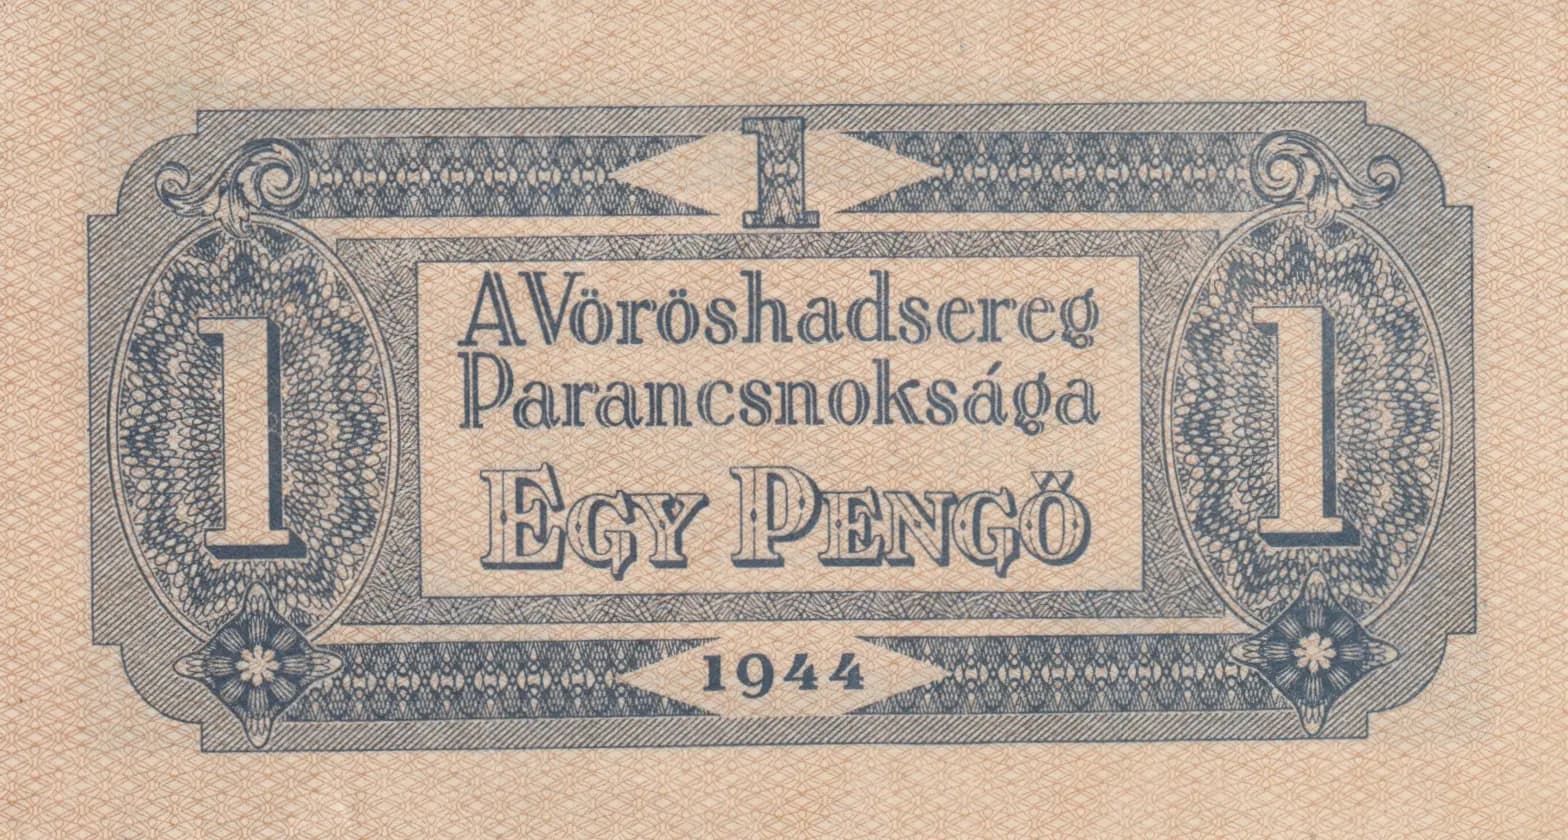 1
A Vöröshadsereg
Parancsnoksága
1 1
EGY PENGŐ
1944